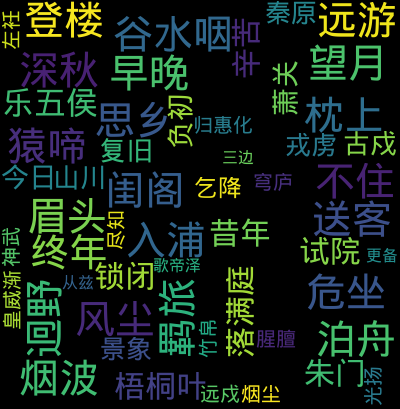 左衽
登楼
谷水咽
辛苦
秦原
远游
深秋
早晚
萧关
望月
乐五侯
思乡
负初
归惠化
枕上
猿啼
复旧
三边
戎虏
古戍
今日山川
闺阁
乞降
穹庐
不住
眉头
尽知
入浦
昔年
送客
神武
终年
试院
更备
皇威渐
迴野
从兹
锁闭
歌帝泽
羁旅
落满庭
危坐
风尘
景象
竹帛
腥膻
泊舟
烟波
梧桐叶
远戍
烟尘
朱门
光扬